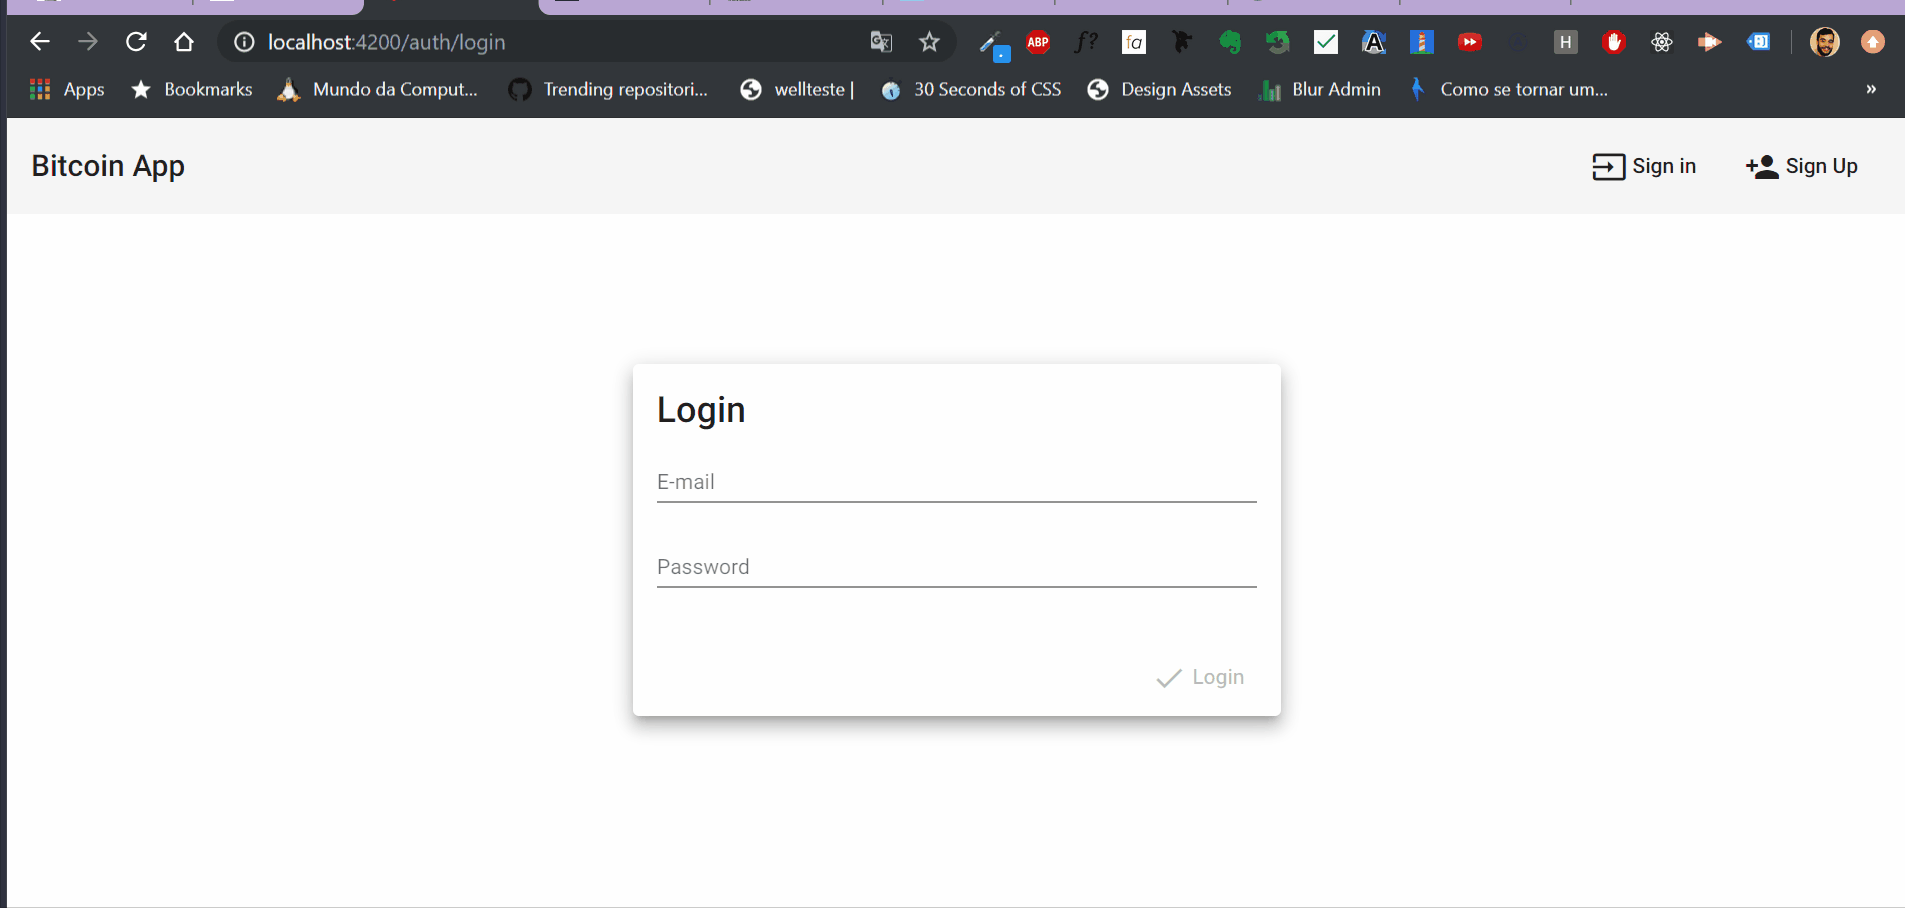 localhost:4200/auth/login
ABP
f?
fa
A
H
Apps
Bookmarks
Mundo da Comput...
Trending repositori...
wellteste |
30 Seconds of CSS
Design Assets
Blur Admin
Como se tornar um...
»
Bitcoin App
Sign in
Sign Up
Login
E-mail
Password
Login